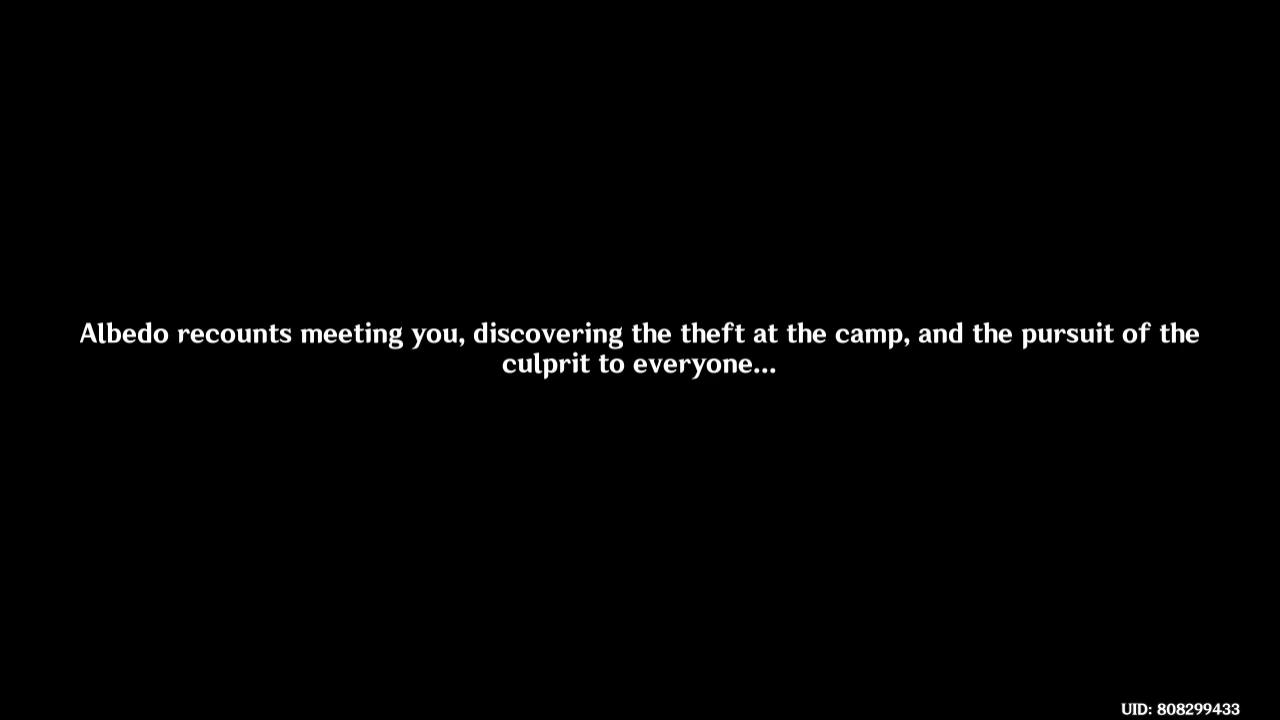 Albedo recounts meeting you, discovering the theft at the camp, and the pursuit of the
culprit to everyone...
UID: 808299433